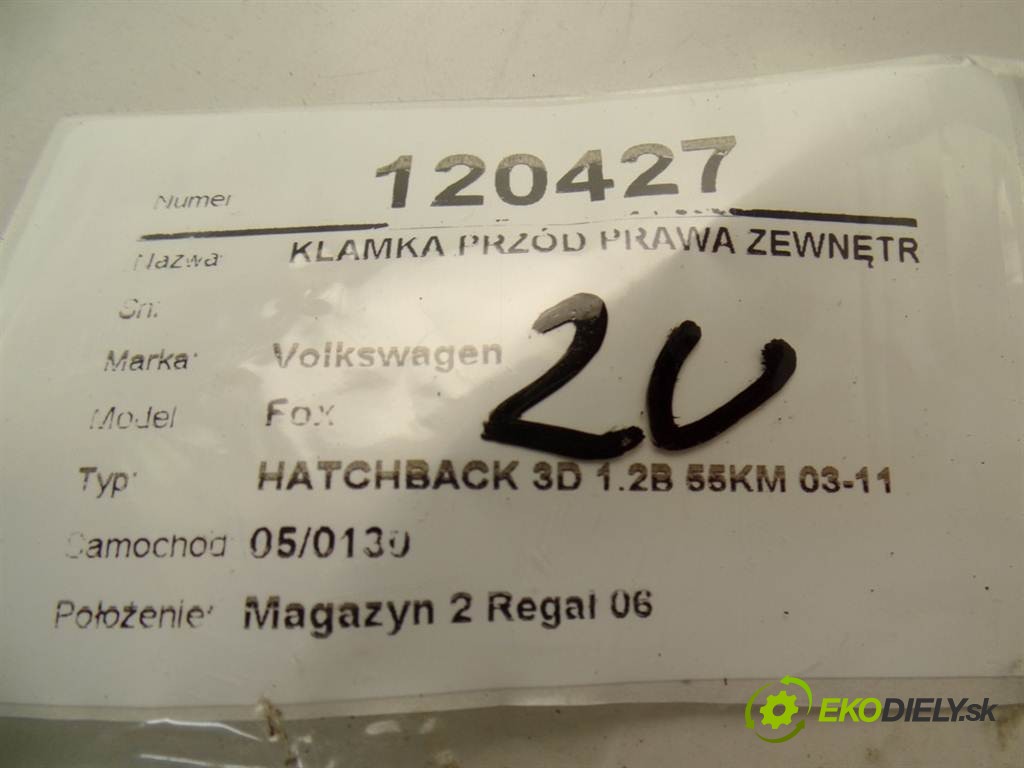 Numer 120427
Nazwa: KLAMKA PRZÓD PRAWA ZEWNĘTR
Sn:
Marka: Volkswagen
Model Fox
20
Typ: HATCHBACK 3D 1.2B 55KM 03-11
Samochód 05/0130
Położenie: Magazyn 2 Regał 06
EKODIELY.sk